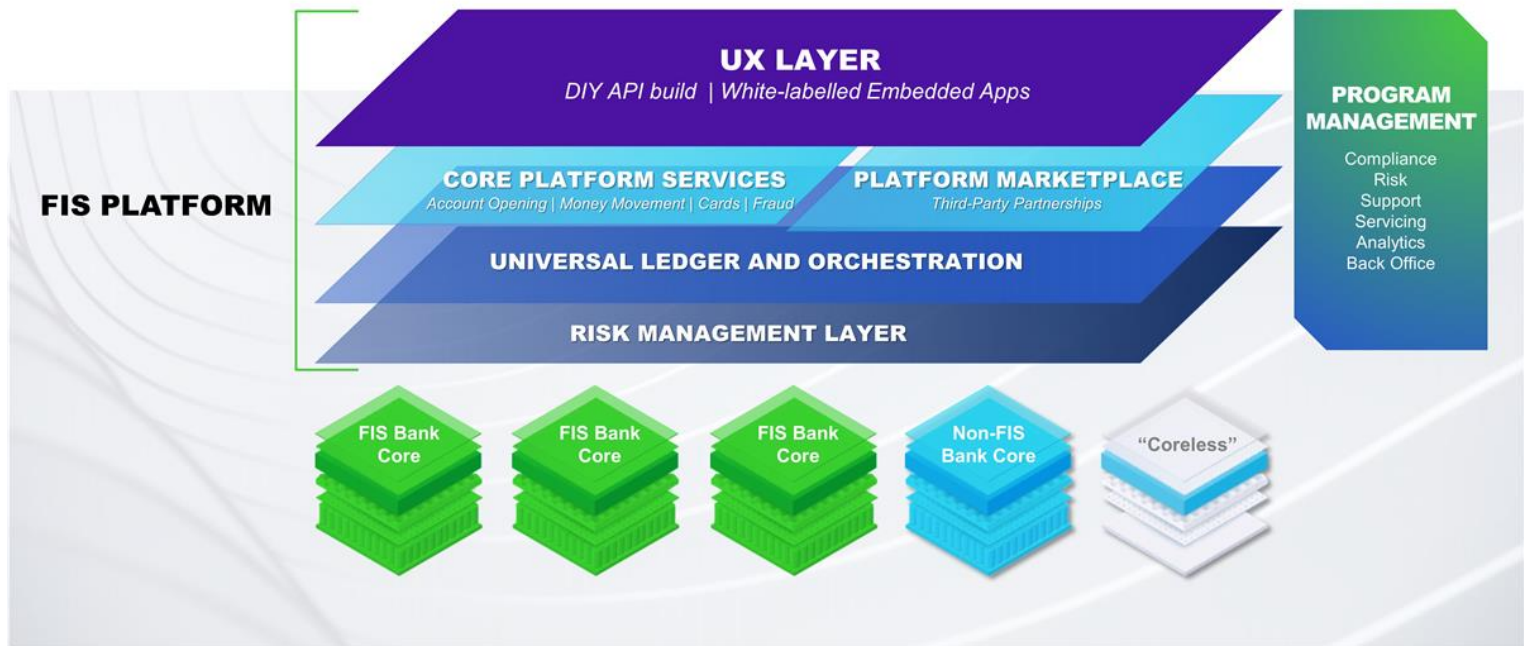 FIS PLATFORM
UX LAYER
DIY API build | White-labelled Embedded Apps
CORE PLATFORM SERVICES
Account Opening | Money Movement | Cards | Fraud
PLATFORM MARKETPLACE
Third-Party Partnerships
UNIVERSAL LEDGER AND ORCHESTRATION
RISK MANAGEMENT LAYER
PROGRAM
MANAGEMENT
Compliance
Risk
Support
Servicing
Analytics
Back Office
FIS Bank
Core
FIS Bank
Core
FIS Bank
Core
Non-FIS
Bank Core
“Coreless”